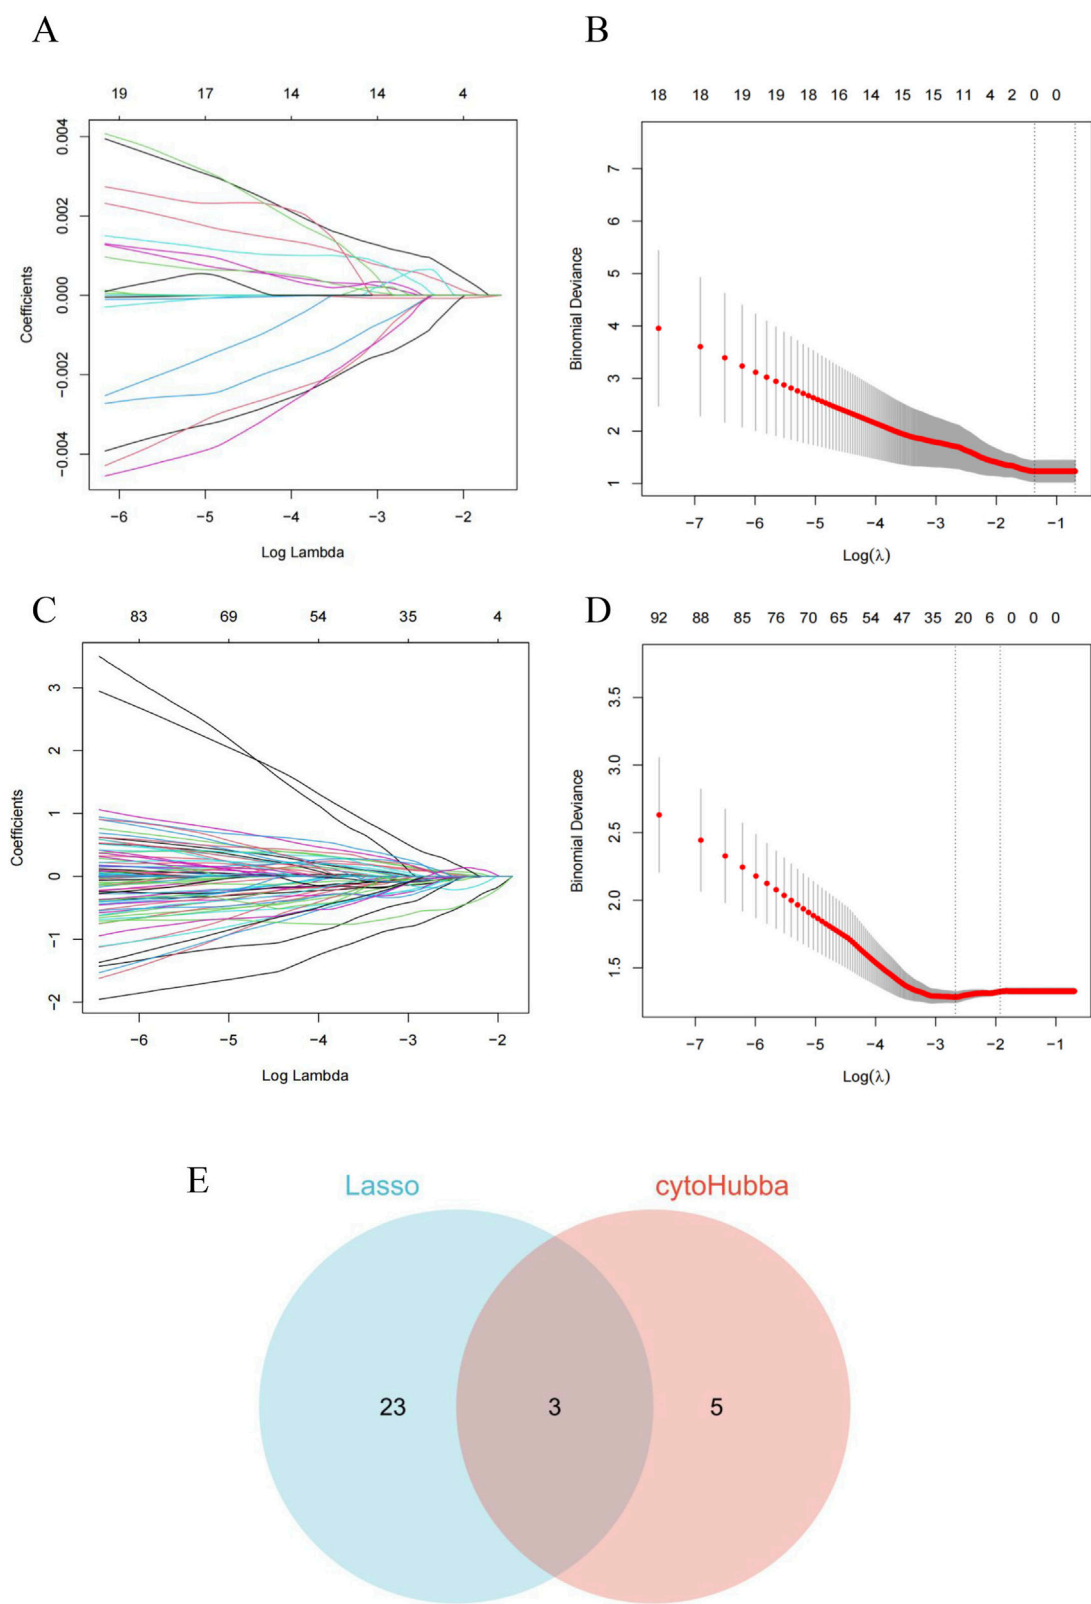 A
19 17 14 14 4
0.004
0.002
0.000
−0.002
−0.004
Coefficients
−6 −5 −4 −3 −2
Log Lambda
B
18 18 19 19 18 16 14 15 15 11 4 2 0 0
7
6
5
4
3
2
1
Binomial Deviance
−7 −6 −5 −4 −3 −2 −1
Log(λ)
C
83 69 54 35 4
3
2
1
0
−1
−2
Coefficients
−6 −5 −4 −3 −2
Log Lambda
D
92 88 85 76 70 65 54 47 35 20 6 0 0 0
3.5
3.0
2.5
2.0
1.5
Binomial Deviance
−7 −6 −5 −4 −3 −2 −1
Log(λ)
E
Lasso cytoHubba
23 3 5